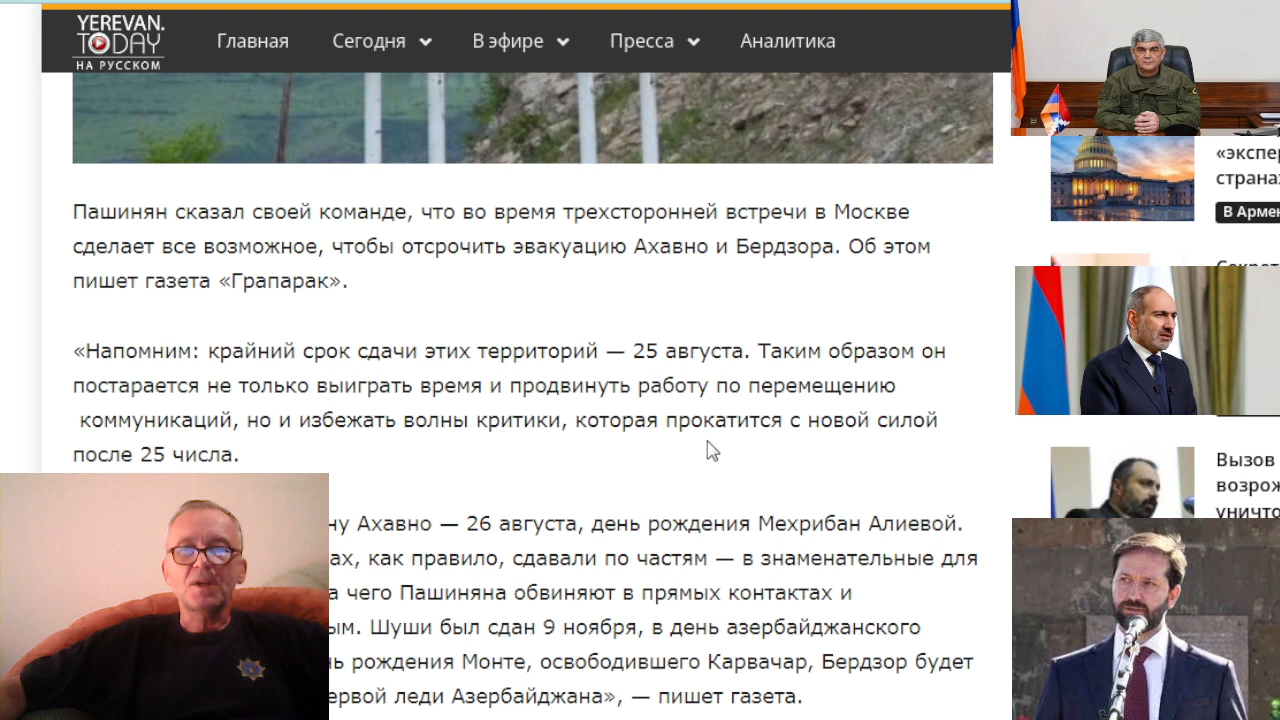 YEREVAN.
TODAY
НА РУССКОМ
Главная
Сегодня
В эфире
Пресса
Аналитика
Пашинян сказал своей команде, что во время трехсторонней встречи в Москве
сделает все возможное, чтобы отсрочить эвакуацию Ахавно и Бердзора. Об этом
пишет газета «Грапарак».
«Напомним: крайний срок сдачи этих территорий — 25 августа. Таким образом он
постарается не только выиграть время и продвинуть работу по перемещению
коммуникаций, но и избежать волны критики, которая прокатится с новой силой
после 25 числа.
ну Ахавно — 26 августа, день рождения Мехрибан Алиевой.
ах, как правило, сдавали по частям — в знаменательные для
а чего Пашиняна обвиняют в прямых контактах и
ым. Шуши был сдан 9 ноября, в день азербайджанского
нь рождения Монте, освободившего Карвачар, Бердзор будет
ервой леди Азербайджана», — пишет газета.
«экспер
странах
В Армен
Вызов
возрож
уничто